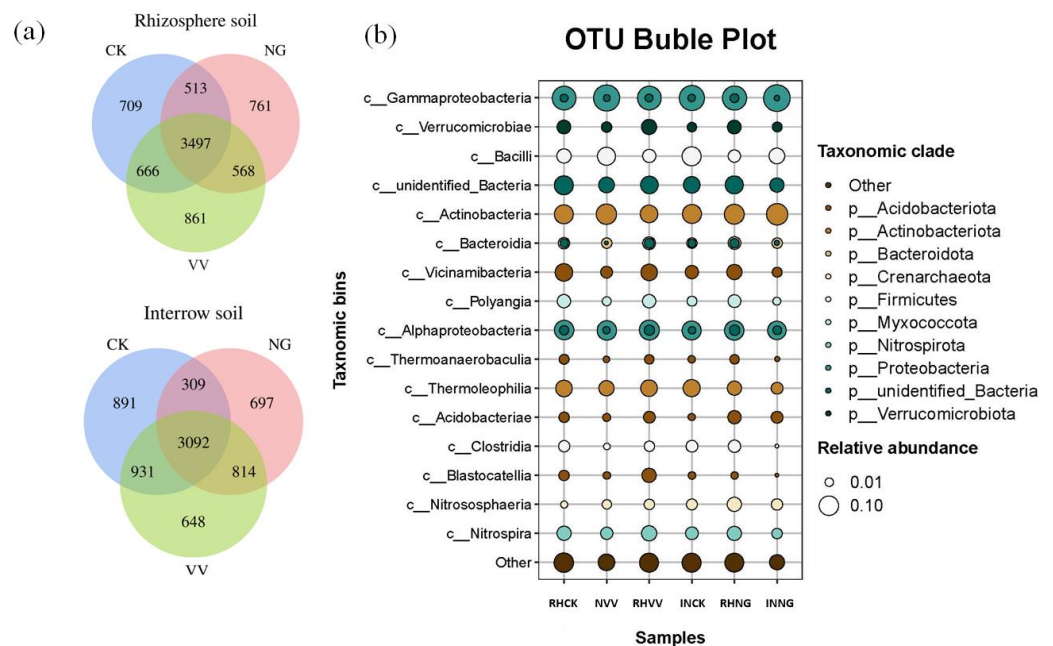 (a)
Rhizosphere soil
CK
NG
513
709
761
3497
666
568
861
VV
Interrow soil
CK
NG
309
891
697
3092
931
814
648
VV
(b)
OTU Buble Plot
Taxnomic bins
c__Gammaproteobacteria
c__Verrucomicrobiae
c__Bacilli
c__unidentified_Bacteria
c__Actinobacteria
c__Bacteroidia
c__Vicinamibacteria
c__Polyangia
c__Alphaproteobacteria
c__Thermoanaerobaculia
c__Thermoleophilia
c__Acidobacteriae
c__Clostridia
c__Blastocatellia
c__Nitrososphaeria
c__Nitrospira
Other
RHCK NVV RHVV INCK RHNG INNG
Samples
Taxonomic clade
Other
p__Acidobacteriota
p__Actinobacteriota
p__Bacteroidota
p__Crenarchaeota
p__Firmicutes
p__Myxococcota
p__Nitrospirota
p__Proteobacteria
p__unidentified_Bacteria
p__Verrucomicrobiota
Relative abundance
0.01
0.10